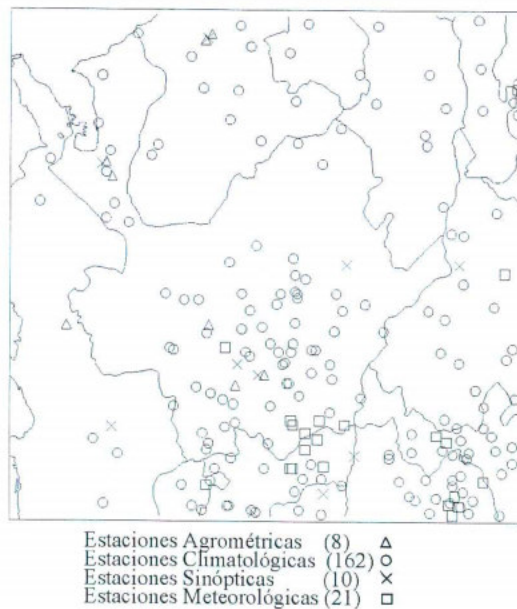 Estaciones Agrométricas (8) △
Estaciones Climatológicas (162) ○
Estaciones Sinópticas (10) ×
Estaciones Meteorológicas (21) □